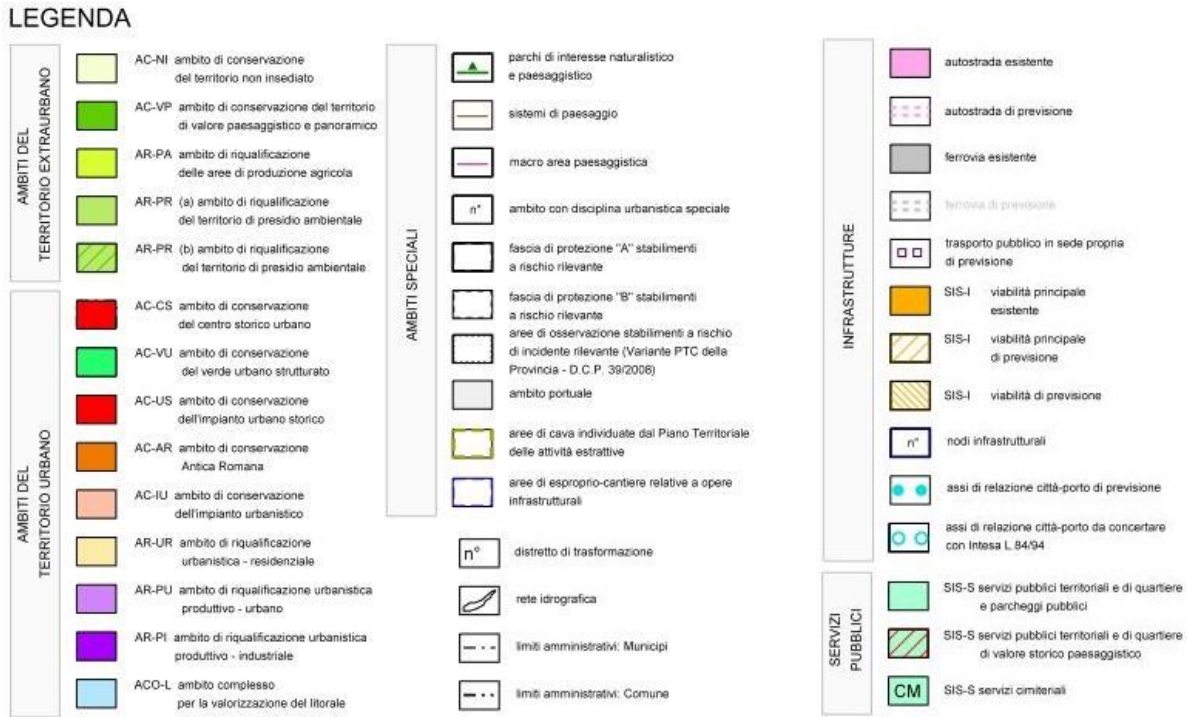 LEGENDA
AMBITI DEL
TERRITORIO EXTRAURBANO
AC-NI ambito di conservazione
del territorio non insediato
AC-VP ambito di conservazione del territorio
di valore paesaggistico e panoramico
AR-PA ambito di riqualificazione
delle aree di produzione agricola
AR-PR (a) ambito di riqualificazione
del territorio di presidio ambientale
AR-PR (b) ambito di riqualificazione
del territorio di presidio ambientale
AMBITI DEL
TERRITORIO URBANO
AC-CS ambito di conservazione
del centro storico urbano
AC-VU ambito di conservazione
del verde urbano strutturato
AC-US ambito di conservazione
dell'impianto urbano storico
AC-AR ambito di conservazione
Antica Romana
AC-IU ambito di conservazione
dell'impianto urbanistico
AR-UR ambito di riqualificazione
urbanistica - residenziale
AR-PU ambito di riqualificazione urbanistica
produttivo - urbano
AR-PI ambito di riqualificazione urbanistica
produttivo - industriale
ACO-L ambito complesso
per la valorizzazione del litorale
AMBITI SPECIALI
parchi di interesse naturalistico
e paesaggistico
sistemi di paesaggio
macro area paesaggistica
n° ambito con disciplina urbanistica speciale
fascia di protezione "A" stabilimenti
a rischio rilevante
fascia di protezione "B" stabilimenti
a rischio rilevante
aree di osservazione stabilimenti a rischio
di incidente rilevante (Variante PTC della
Provincia - D.C.P. 39/2008)
ambito portuale
aree di cava individuate dal Piano Territoriale
delle attività estrattive
aree di esproprio-cantiere relative a opere
infrastrutturali
n° distretto di trasformazione
rete idrografica
limiti amministrativi: Municipi
limiti amministrativi: Comune
INFRASTRUTTURE
autostrada esistente
autostrada di previsione
ferrovia esistente
ferrovia di previsione
trasporto pubblico in sede propria
di previsione
SIS-I viabilità principale
esistente
SIS-I viabilità principale
di previsione
SIS-I viabilità di previsione
n° nodi infrastrutturali
assi di relazione città-porto di previsione
assi di relazione città-porto da concertare
con Intesa L 84/94
SERVIZI
PUBBLICI
SIS-S servizi pubblici territoriali e di quartiere
e parcheggi pubblici
SIS-S servizi pubblici territoriali e di quartiere
di valore storico paesaggistico
CM SIS-S servizi cimiteriali